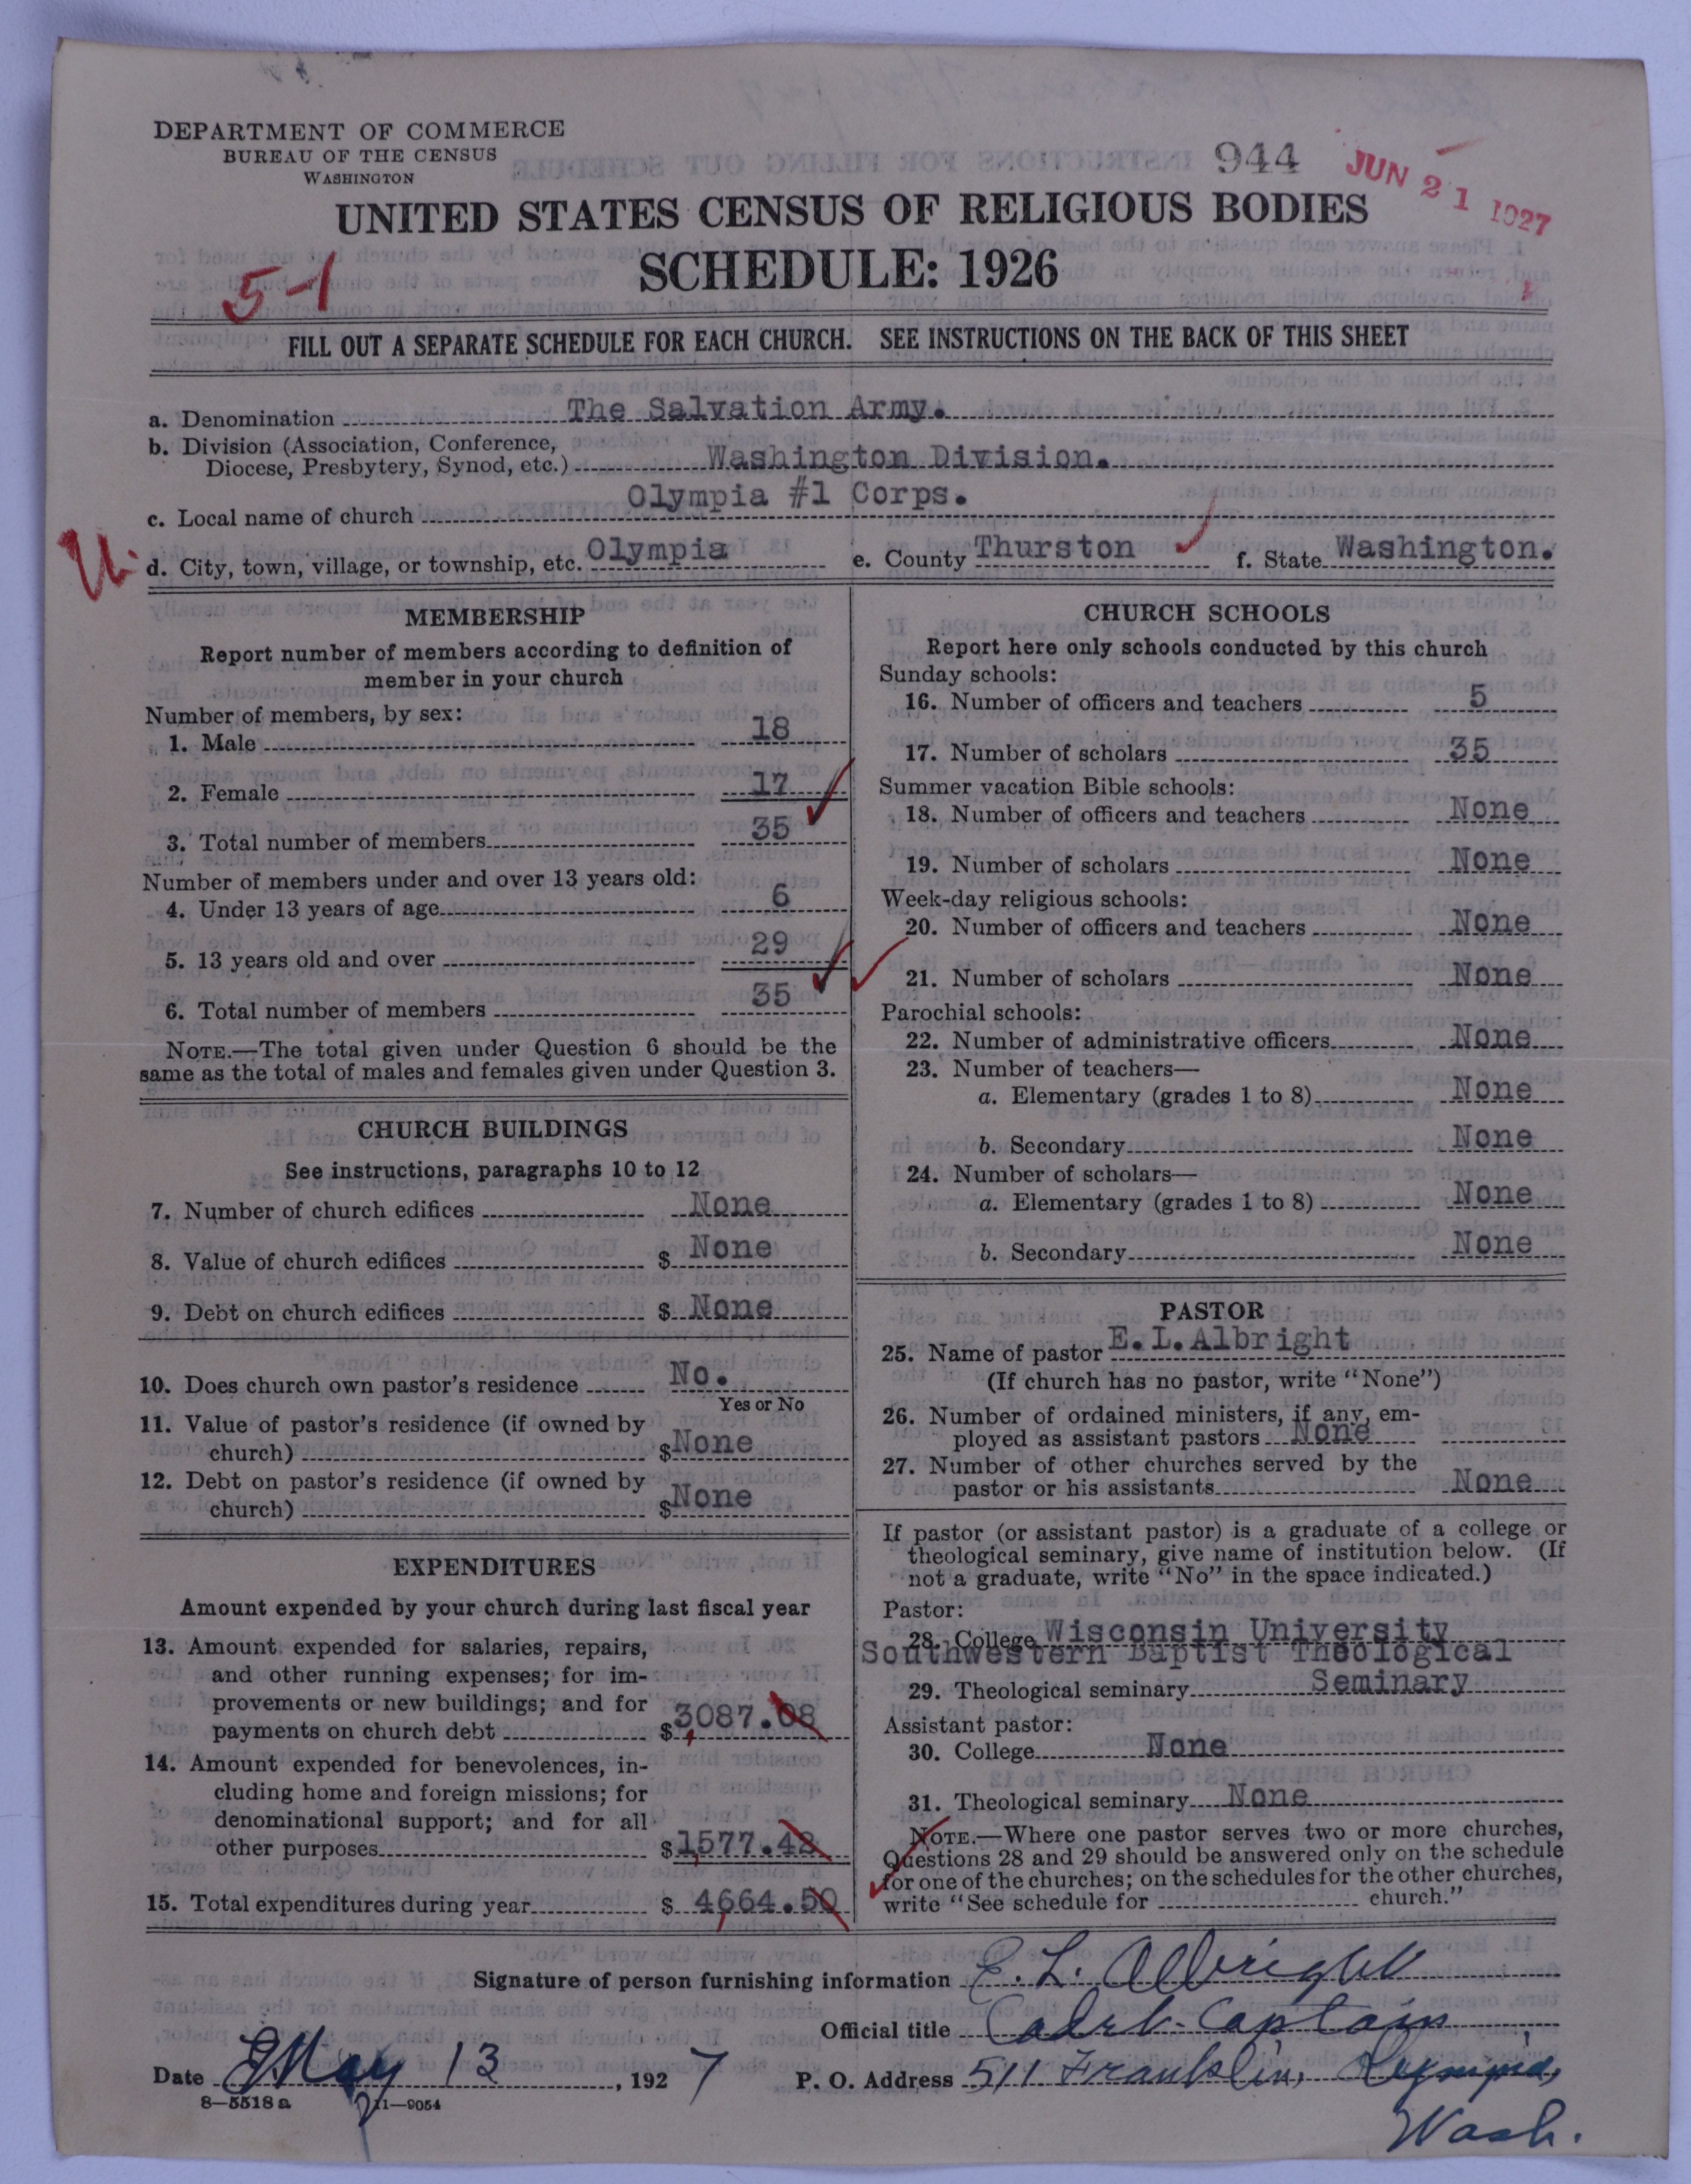 DEPARTMENT OF COMMERCE
BUREAU OF THE CENSUS
WASHINGTON
944
JUN 21 1927
UNITED STATES CENSUS OF RELIGIOUS BODIES
SCHEDULE: 1926
5-1
FILL OUT A SEPARATE SCHEDULE FOR EACH CHURCH. SEE INSTRUCTIONS ON THE BACK OF THIS SHEET
a. Denomination The Salvation Army.
b. Division (Association, Conference,
Diocese, Presbytery, Synod, etc.) Washington Division.
c. Local name of church Olympia #1 Corps.
d. City, town, village, or township, etc. Olympia e. County Thurston f. State Washington.
MEMBERSHIP
Report number of members according to definition of
member in your church
Number of members, by sex:
1. Male 18
2. Female 17
3. Total number of members 35
Number of members under and over 13 years old:
4. Under 13 years of age 6
5. 13 years old and over 29
6. Total number of members 35
NOTE.—The total given under Question 6 should be the
same as the total of males and females given under Question 3.
CHURCH BUILDINGS
See instructions, paragraphs 10 to 12
7. Number of church edifices None
8. Value of church edifices $ None
9. Debt on church edifices $ None
10. Does church own pastor's residence No.
Yes or No
11. Value of pastor's residence (if owned by
church) $ None
12. Debt on pastor's residence (if owned by
church) $ None
EXPENDITURES
Amount expended by your church during last fiscal year
13. Amount expended for salaries, repairs,
and other running expenses; for im-
provements or new buildings; and for
payments on church debt $ 3087.08
14. Amount expended for benevolences, in-
cluding home and foreign missions; for
denominational support; and for all
other purposes $ 1577.42
15. Total expenditures during year $ 4664.50
CHURCH SCHOOLS
Report here only schools conducted by this church
Sunday schools:
16. Number of officers and teachers 5
17. Number of scholars 35
Summer vacation Bible schools:
18. Number of officers and teachers None
19. Number of scholars None
Week-day religious schools:
20. Number of officers and teachers None
21. Number of scholars None
Parochial schools:
22. Number of administrative officers None
23. Number of teachers—
a. Elementary (grades 1 to 8) None
b. Secondary None
24. Number of scholars—
a. Elementary (grades 1 to 8) None
b. Secondary None
PASTOR
25. Name of pastor E.L.Albright
(If church has no pastor, write "None")
26. Number of ordained ministers, if any, em-
ployed as assistant pastors None
27. Number of other churches served by the
pastor or his assistants None
If pastor (or assistant pastor) is a graduate of a college or
theological seminary, give name of institution below. (If
not a graduate, write "No" in the space indicated.)
Pastor:
28. College Wisconsin University
Southwestern Baptist Theological
29. Theological seminary Seminary
Assistant pastor:
30. College None
31. Theological seminary None
NOTE.—Where one pastor serves two or more churches,
Questions 28 and 29 should be answered only on the schedule
for one of the churches; on the schedules for the other churches,
write "See schedule for church."
Signature of person furnishing information E. L. Albright
Official title Captain
Date May 13, 1927 P. O. Address 511 Franklin, Olympia,
8—5518 a 11—9054
Wash.